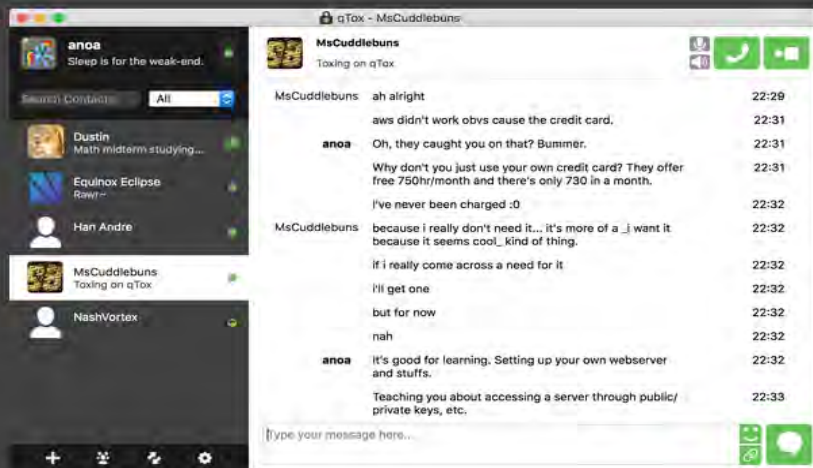 qTox - MsCuddlebuns
anoa
Sleep is for the weak-end.
Search Contacts
All
Dustin
Math midterm studying...
Equinox Eclipse
Rawr~
Han Andre
MsCuddlebuns
Toxing on qTox
NashVortex
MsCuddlebuns
Toxing on qTox
MsCuddlebuns ah alright 22:29
aws didn't work obvs cause the credit card. 22:31
anoa Oh, they caught you on that? Bummer. 22:31
Why don't you just use your own credit card? They offer 22:31
free 750hr/month and there's only 730 in a month.
I've never been charged :0 22:32
MsCuddlebuns because i really don't need it... it's more of a _i want it 22:32
because it seems cool_ kind of thing.
if i really come across a need for it 22:32
i'll get one 22:32
but for now 22:32
nah 22:32
anoa It's good for learning. Setting up your own webserver 22:32
and stuffs.
Teaching you about accessing a server through public/ 22:33
private keys, etc.
Type your message here...